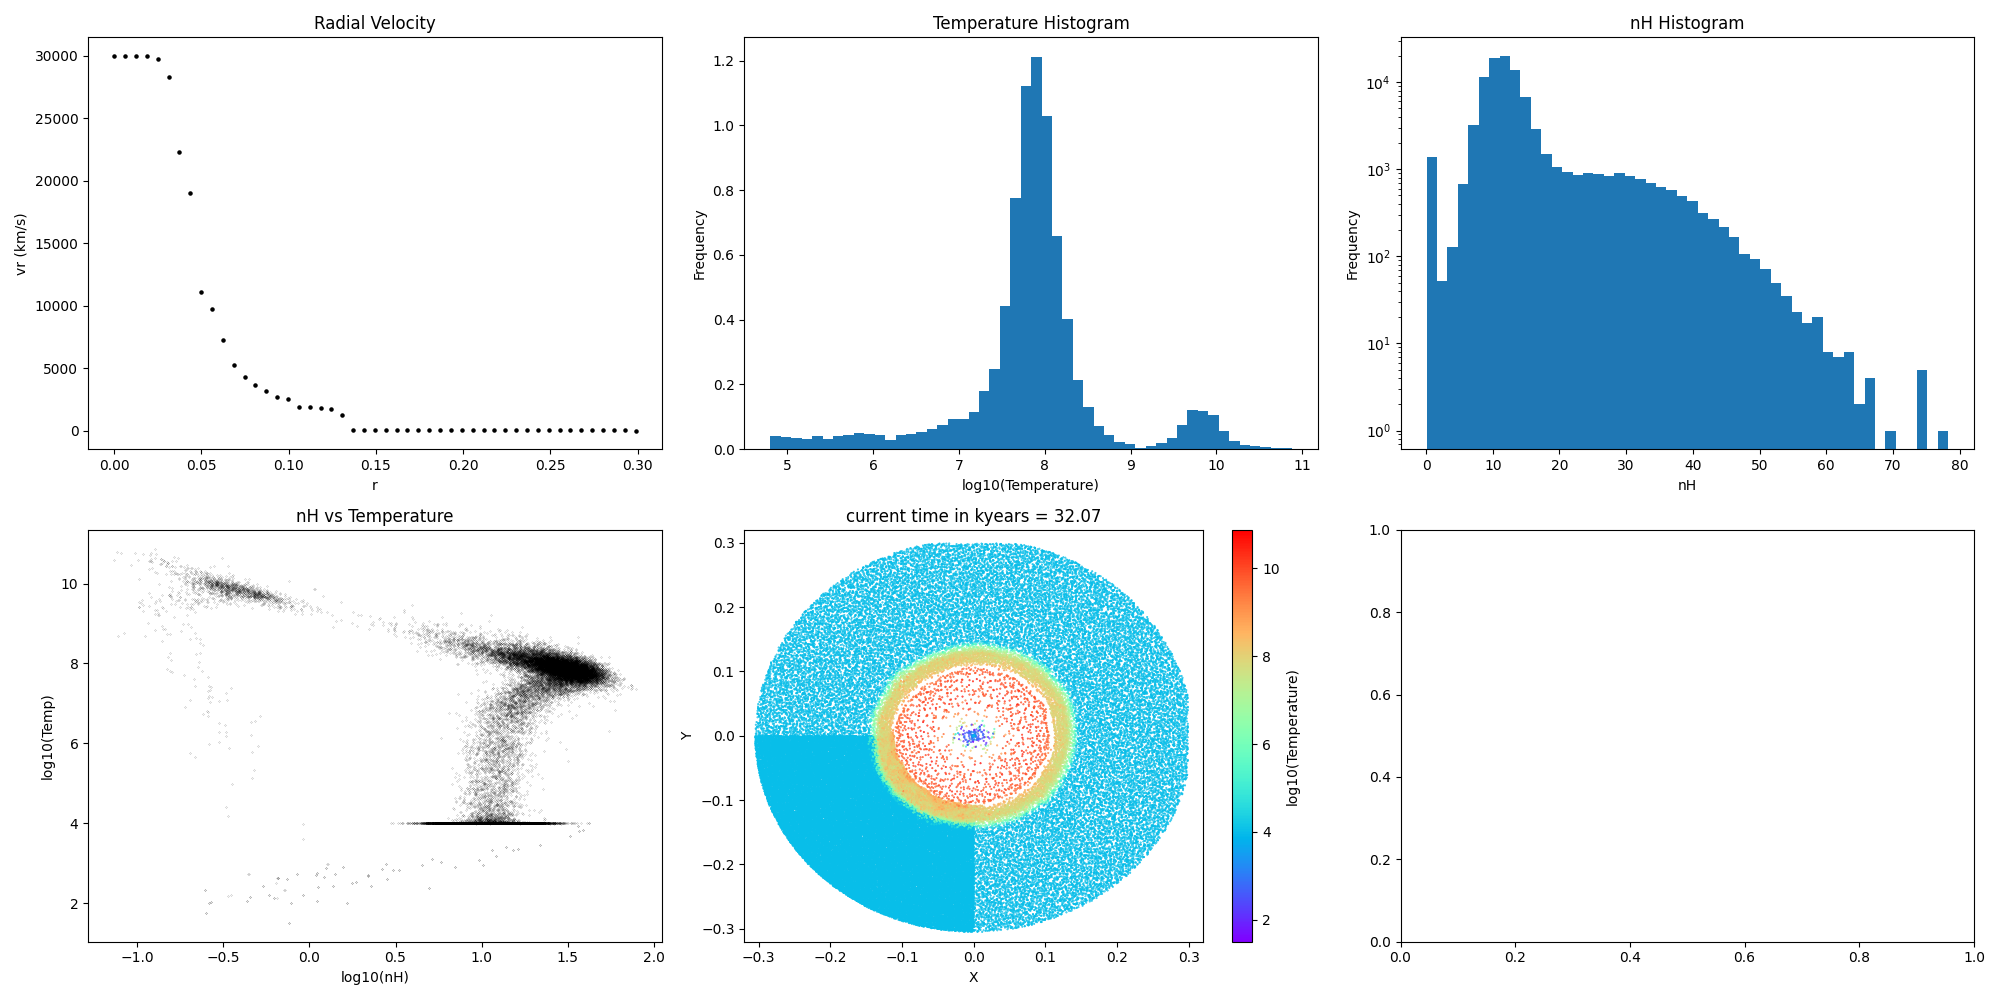 Radial Velocity
30000
25000
20000
15000
10000
5000
0
vr (km/s)
0.00 0.05 0.10 0.15 0.20 0.25 0.30
r
Temperature Histogram
1.2
1.0
0.8
0.6
0.4
0.2
0.0
Frequency
5 6 7 8 9 10 11
log10(Temperature)
nH Histogram
10^4
10^3
10^2
10^1
10^0
Frequency
0 10 20 30 40 50 60 70 80
nH
nH vs Temperature
10
8
6
4
2
log10(Temp)
−1.0 −0.5 0.0 0.5 1.0 1.5 2.0
log10(nH)
current time in kyears = 32.07
0.3
0.2
0.1
0.0
−0.1
−0.2
−0.3
Y
−0.3 −0.2 −0.1 0.0 0.1 0.2 0.3
X
10
8
6
4
2
log10(Temperature)
1.0
0.8
0.6
0.4
0.2
0.0
0.0 0.2 0.4 0.6 0.8 1.0